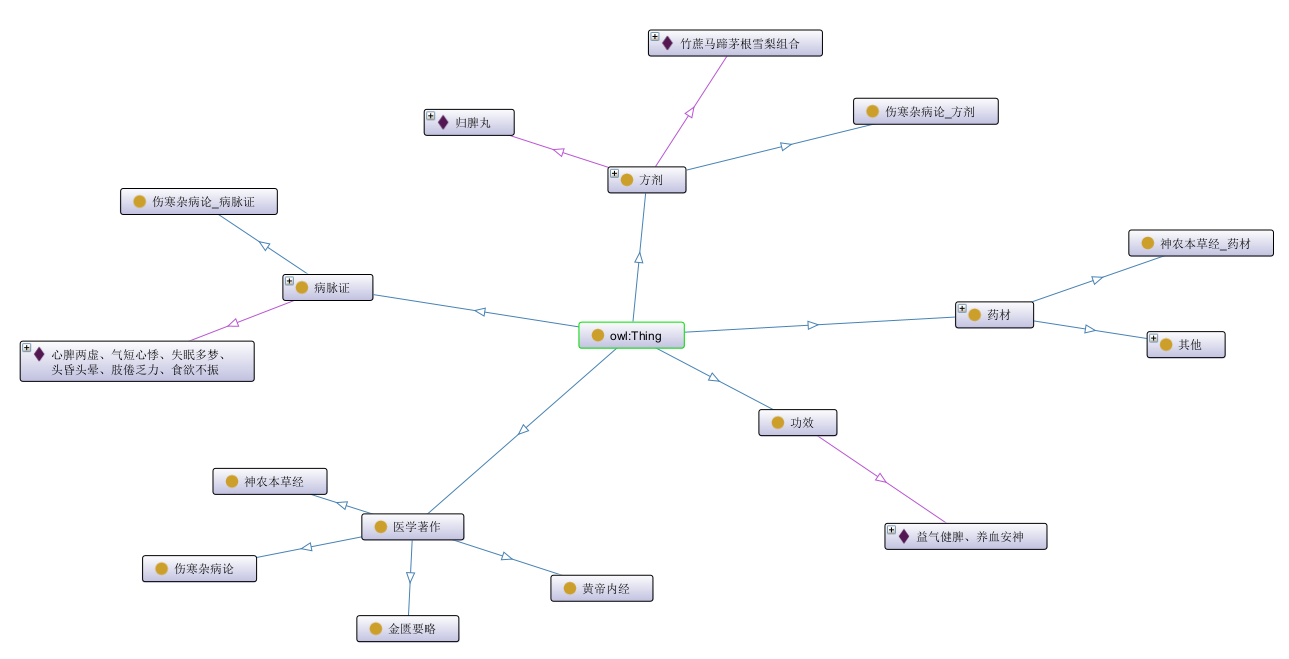 竹蔗马蹄茅根雪梨组合
伤寒杂病论_方剂
归脾丸
方剂
伤寒杂病论_病脉证
神农本草经_药材
病脉证
药材
owl:Thing
其他
心脾两虚、气短心悸、失眠多梦、
头昏头晕、肢倦乏力、食欲不振
功效
神农本草经
医学著作
益气健脾、养血安神
伤寒杂病论
黄帝内经
金匮要略